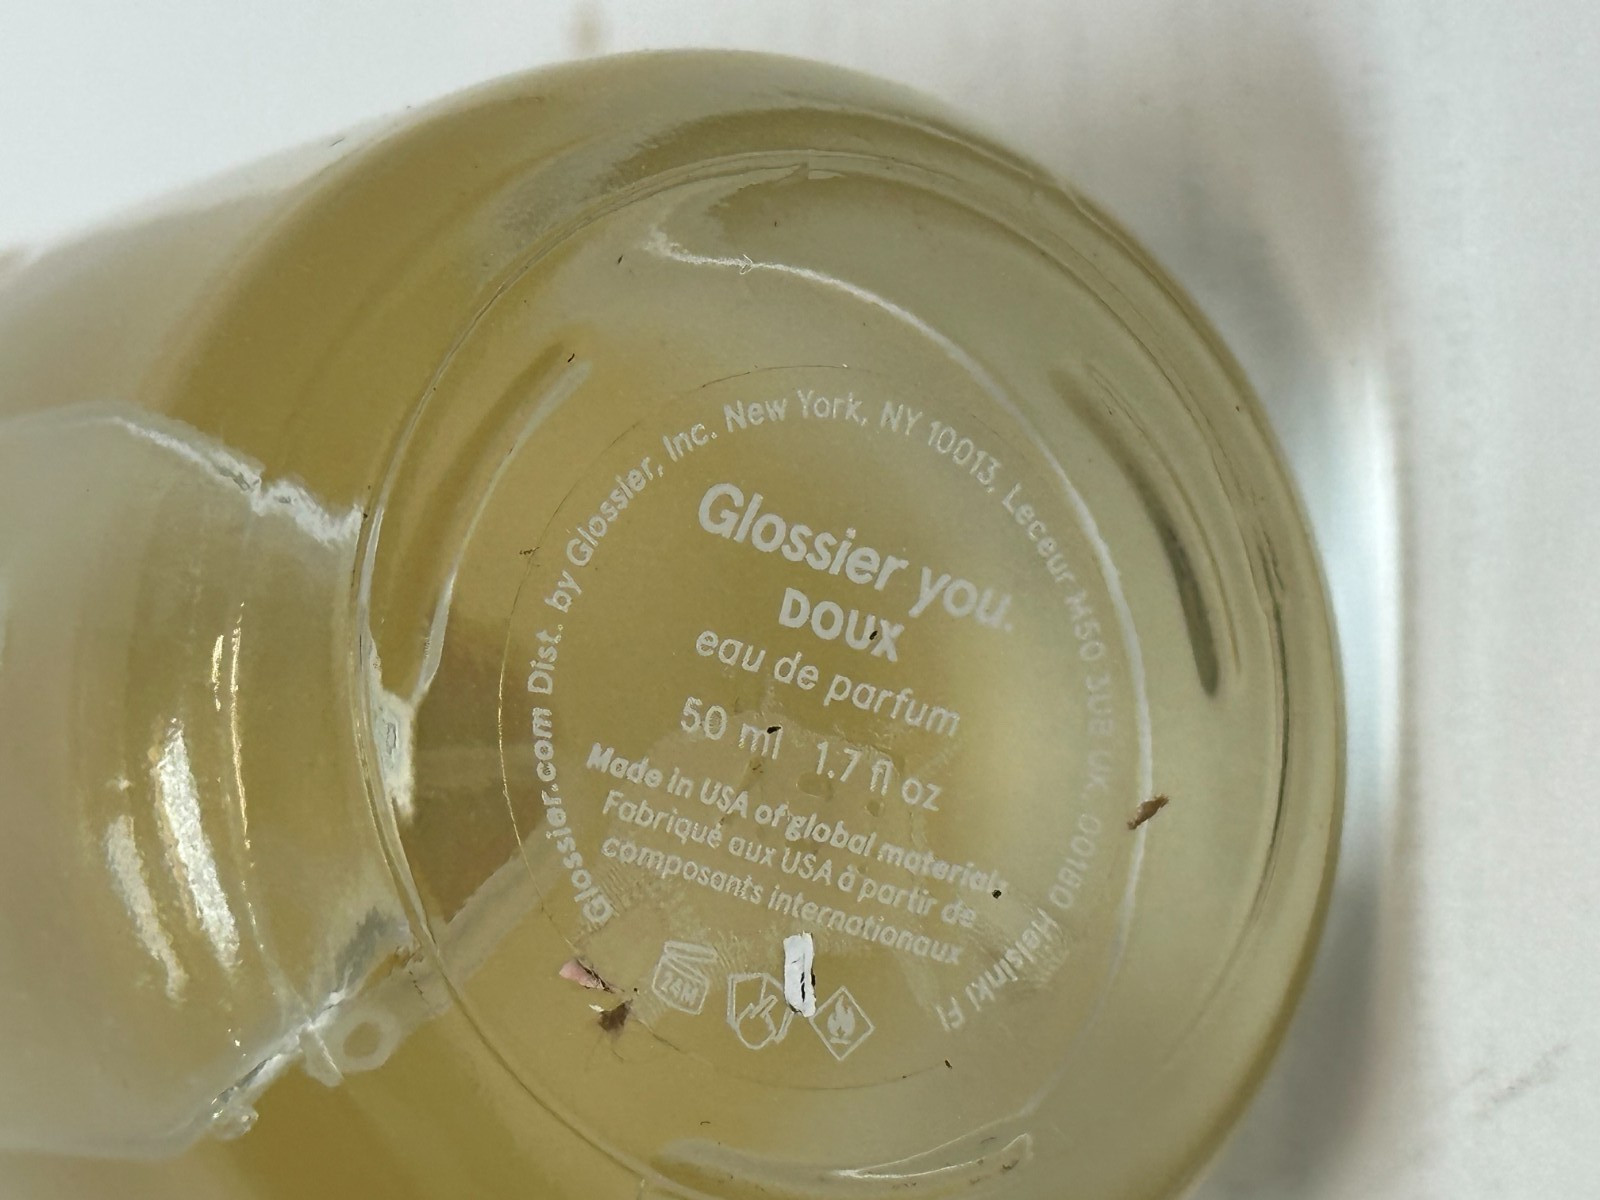 Glossier.com Dist. by Glossier, Inc. New York, NY 10013, Leceur M50 3UB UK. 00180 Helsinki FI
Glossier you.
DOUX
eau de parfum
50 ml 1.7 fl oz
Made in USA of global materials
Fabriqué aux USA à partir de
composants internationaux
24M